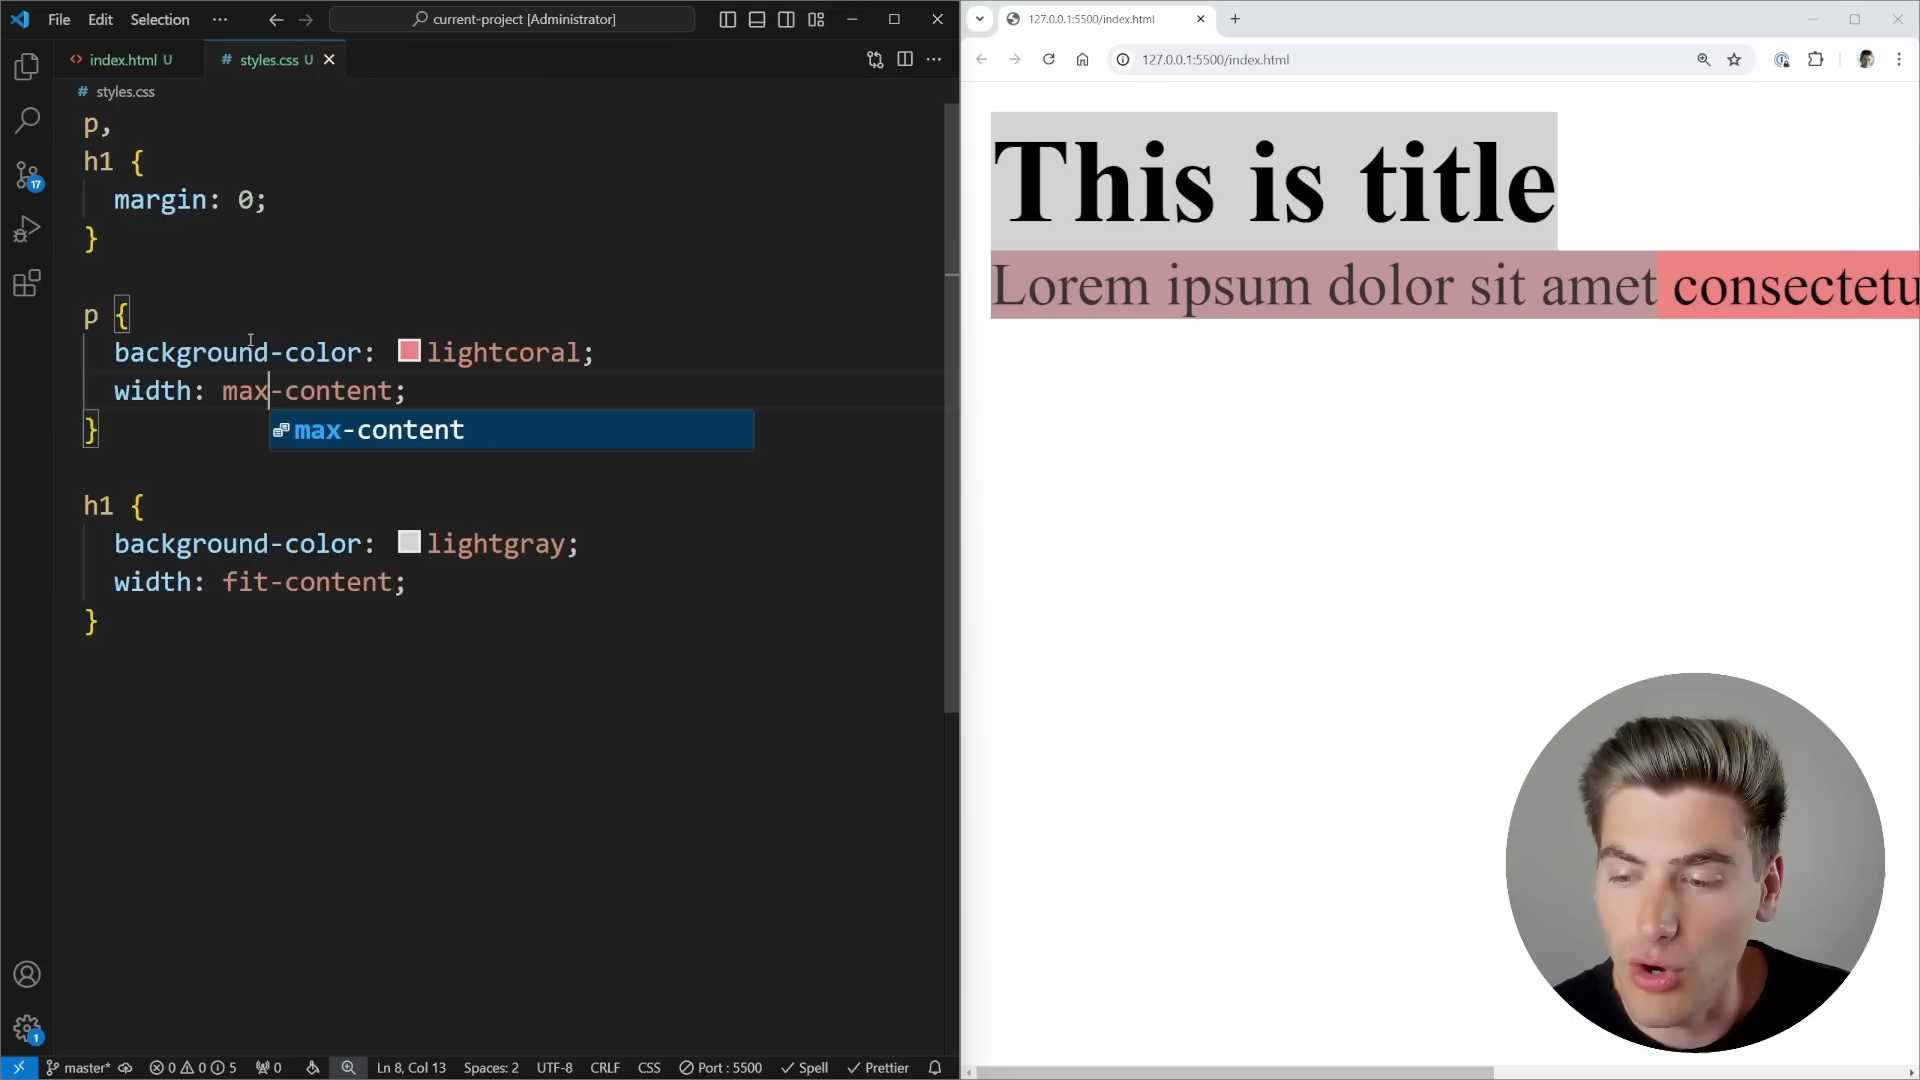 File Edit Selection ··· current-project [Administrator]
index.html U # styles.css U
# styles.css
p,
h1 {
margin: 0;
}
p {
background-color: lightcoral;
width: max-content;
max-content
}
h1 {
background-color: lightgray;
width: fit-content;
}
17
1
master* 0 0 5 0 Ln 8, Col 13 Spaces: 2 UTF-8 CRLF CSS Port : 5500 Spell Prettier
127.0.0.1:5500/index.html
127.0.0.1:5500/index.html
This is title
Lorem ipsum dolor sit amet consectetu